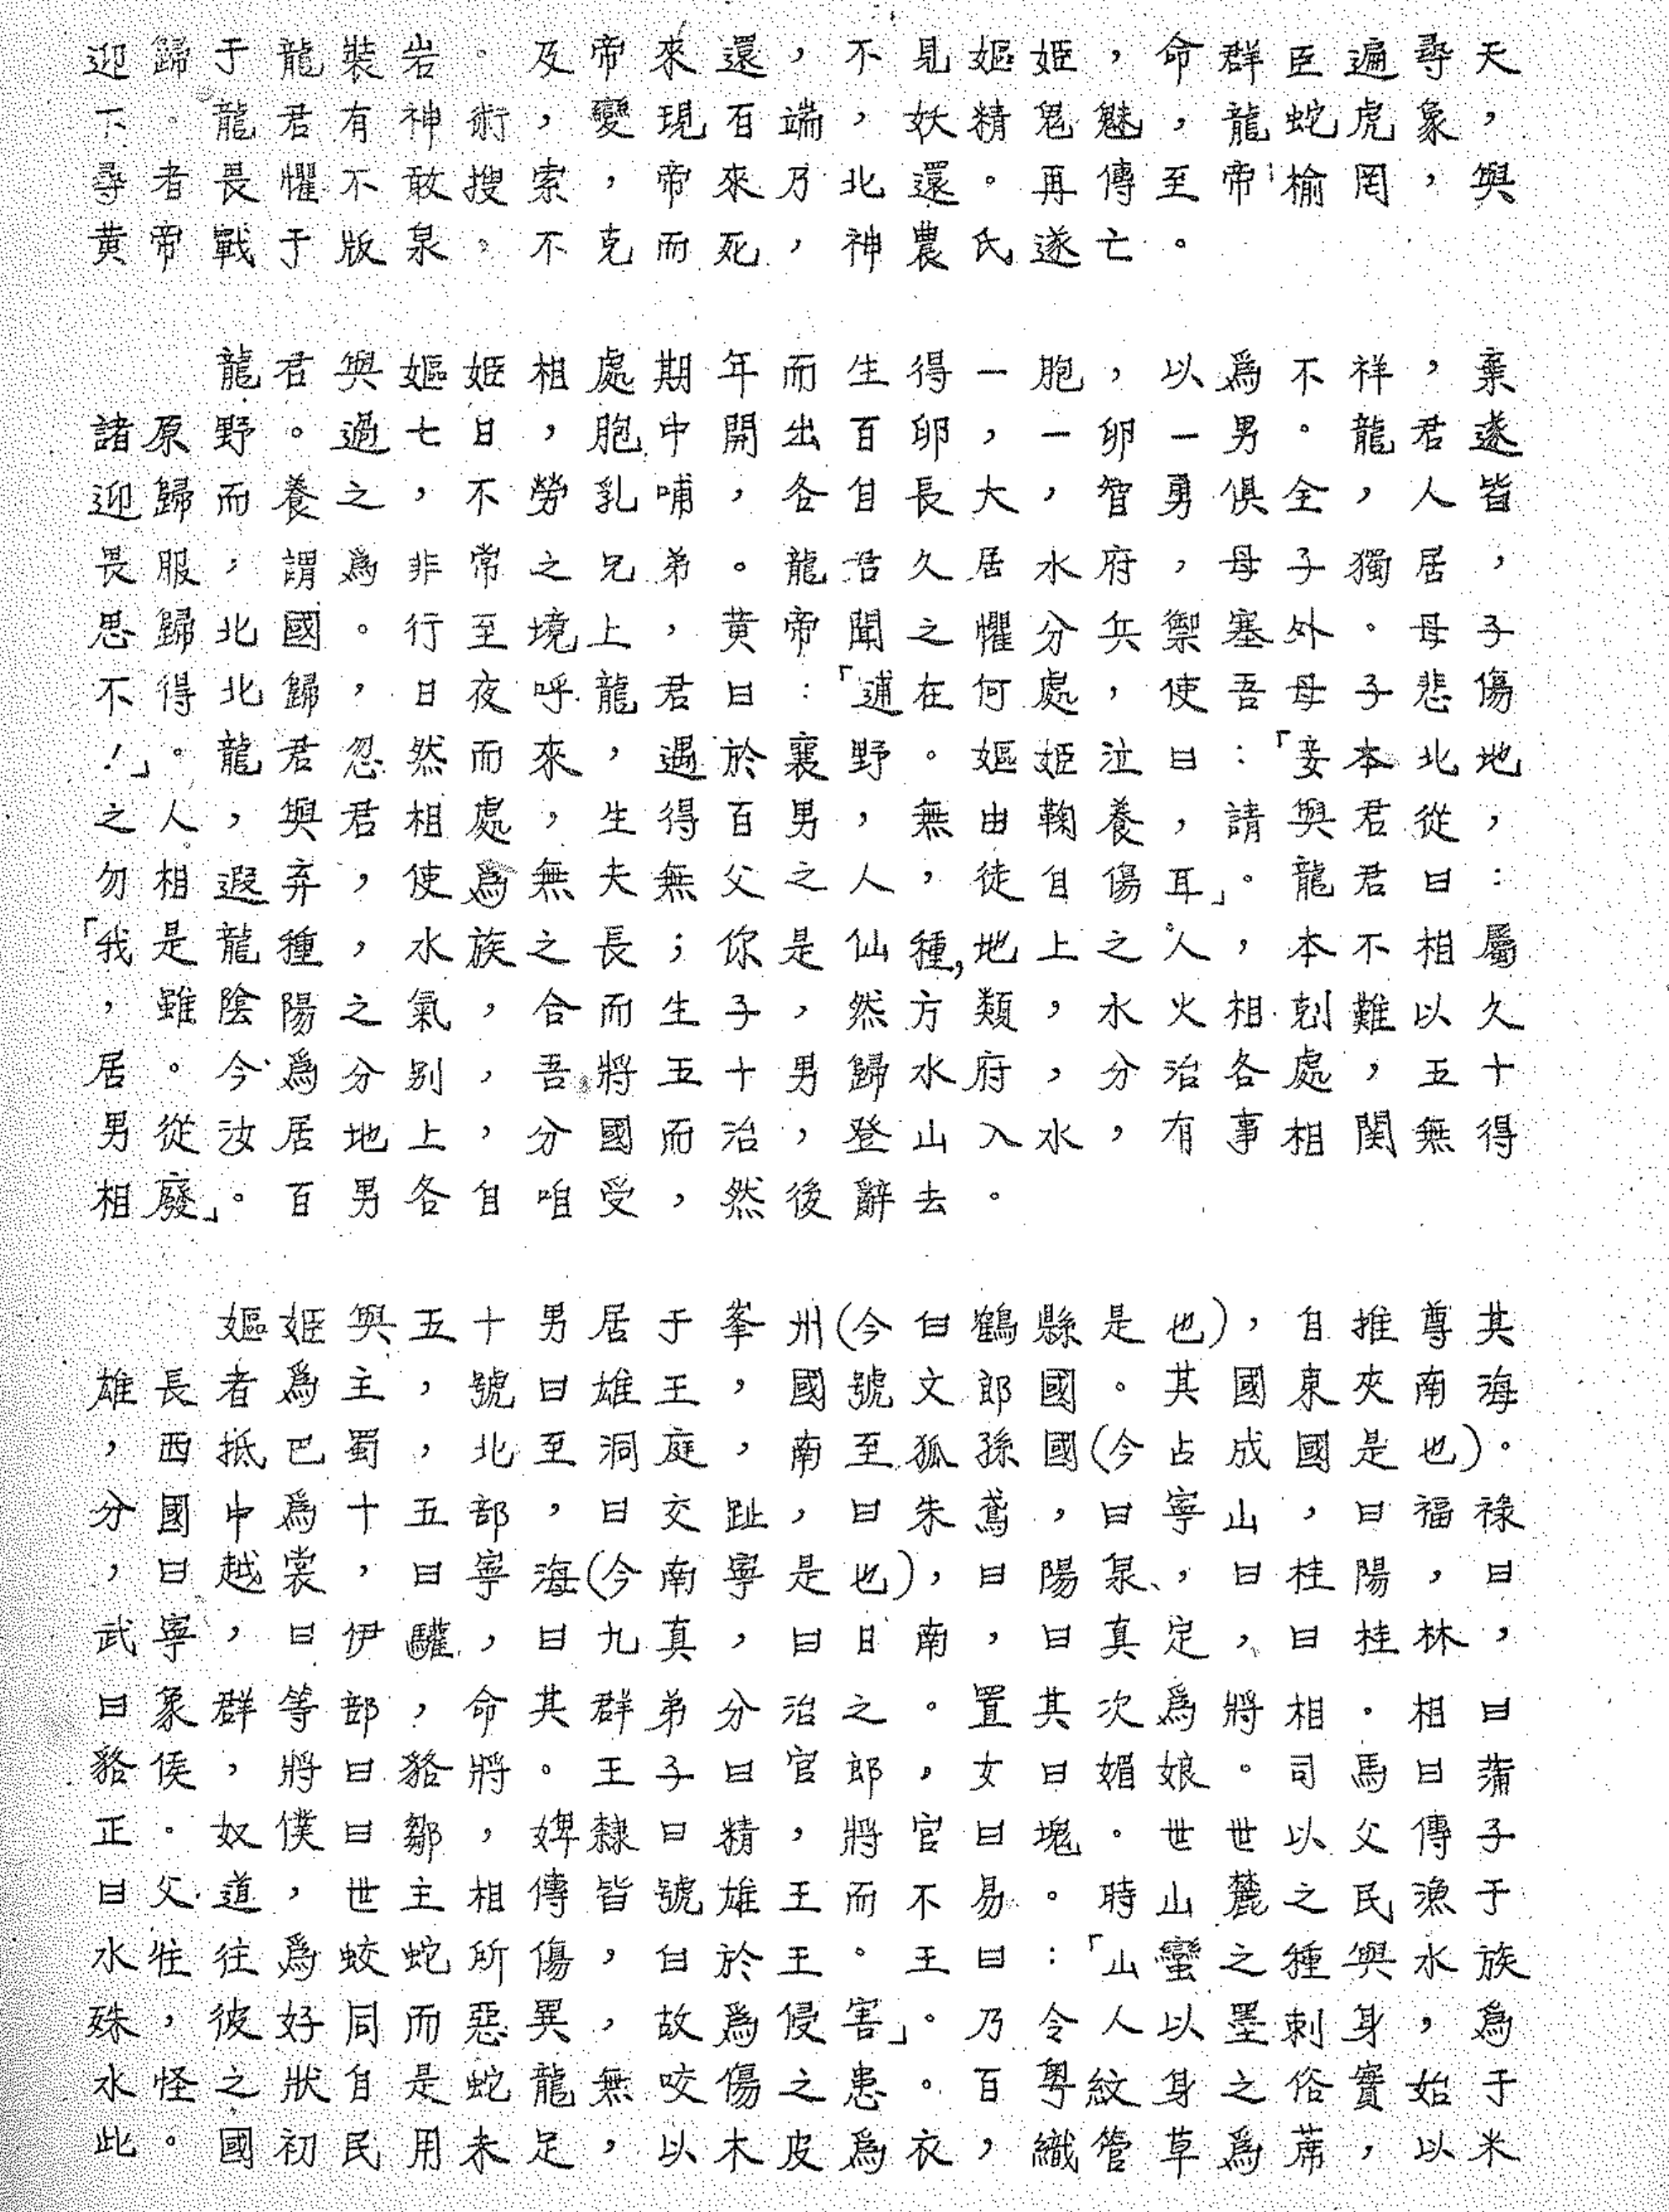 迎歸于龍裝岩。及帝來還，不見嫗姬，命群臣遍尋天
下。龍君有神術，變現百端，妖精鬼魅，龍蛇虎象，
尋者畏懼不敢搜索，帝來乃北還。再傳至帝榆罔，與
黃帝戰于版泉。不克而死，神農氏遂亡。
龍君與嫗姬相處期年而生得一胞，以爲不祥，棄
諸原野。過七日，胞中開出百卵，一卵一男。龍君遂
迎歸而養之，不勞乳哺，各自長大，智勇俱全，人皆
畏服，謂爲非常之兄弟。龍君久居水府，母子獨居，
思歸北國。行至境上，黃帝聞之懼分兵禦塞外。母子
不得北歸，日夜呼龍君曰：「逋在何處，使吾母子悲傷
！」。龍君忽然而來，遇於襄野。嫗姬泣曰：「妾本北地
之人，與君相處，生得百男，無由鞠養，請與君從，
勿相遐弃，使爲無夫無父之人，徒自傷耳」。龍君曰：
「我是龍種，水族之長；你是仙種，地上之人，本不相屬
，雖陰陽之氣，合而生子，然方類，水火相剋難以久
居。今爲分别，吾將五十男歸水府，分治各處，五十
男從汝居地上，分國而治，登山入水，有事相関無得
相廢」。百男各自咱受，然後辭去。
嫗姬與五十男居于峯州(今白鶴縣是也)，自推尊其
雄長者爲主，號曰雄王，國號文郎國。其國東夾南海
，西抵巴蜀，北至洞庭，南至狐孫國(今占成國是也)。
分國中爲十五部，曰交趾，曰朱鳶，曰寧山，曰福祿
，曰越裳，曰寧海(今南寧是也)，曰陽泉、，曰桂陽，曰
武寧，曰伊驩，曰九真，曰日南，曰真定，曰桂林，
曰象群等部，命其群弟分治之。置其次爲將相．相曰
貉侯，將曰貉將。王子曰官郎，女曰媚娘。司馬曰蒲
正。奴僕曰鄒，婢隸曰精，將官曰塊。世世以父傳子
曰父道，世主相傳皆號雄王而不易。時山麓之民漁于
水往往爲蛟蛇所傷，白於王。王曰：「山蠻之種與水族
殊，彼好同而惡異，故爲侵害」。乃令人以墨刺身，爲
水怪之狀自是蛇龍無咬傷之患。百粤紋身之俗實始于
此。國初民用未足，以木皮爲衣，織管草爲蓆，以米